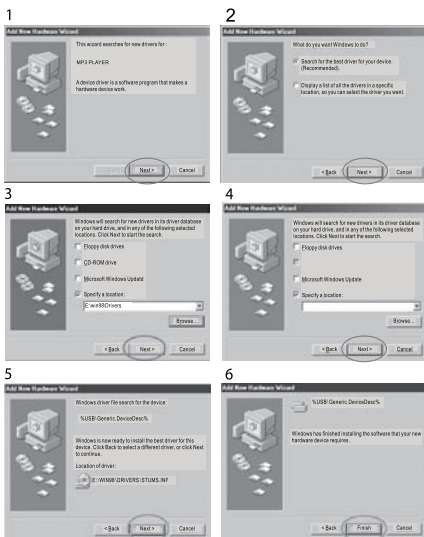 1
Add New Hardware Wizard
This wizard searches for new drivers for :
MP3 PLAYER
A device driver is a software program that makes a
hardware device work.
Next >
Cancel
2
Add New Hardware Wizard
What do you want Windows to do?
Search for the best driver for your device.
(Recommended).
Display a list of all the drivers in a specific
location, so you can select the driver you want.
< Back
Next >
Cancel
3
Add New Hardware Wizard
Windows will search for new drivers in its driver database
on your hard drive, and in any of the following selected
locations. Click Next to start the search.
Floppy disk drives
CD-ROM drive
Microsoft Windows Update
Specify a location:
E:\win98\Drivers
Browse...
< Back
Next >
Cancel
4
Add New Hardware Wizard
Windows will search for new drivers in its driver database
on your hard drive, and in any of the following selected
locations. Click Next to start the search.
Floppy disk drives
Microsoft Windows Update
Specify a location:
Browse...
< Back
Next >
Cancel
5
Add New Hardware Wizard
Windows driver file search for the device:
%USB\ Generic.DeviceDesc%
Windows is now ready to install the best driver for this
device. Click Back to select a different driver, or click Next
to continue.
Location of driver:
E:\WIN98\DRIVERS\STUMS.INF
< Back
Next >
Cancel
6
Add New Hardware Wizard
%USB\ Generic.DeviceDesc%
Windows has finished installing the software that your new
hardware device requires.
< Back
Finish
Cancel